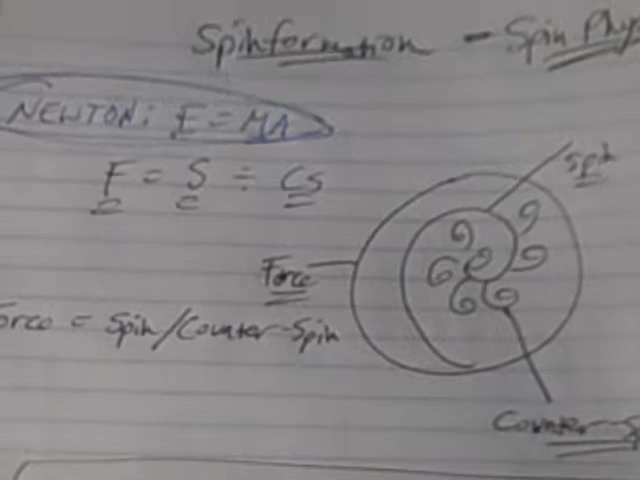 Spinformation - Spin Phys
NEWTON: F = MA
F = S ÷ CS
Spin
Force
Force = Spin/Counter-Spin
Counter-S